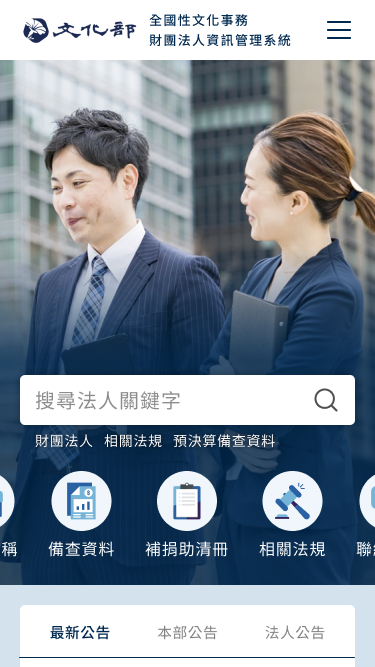 文化部
全國性文化事務
財團法人資訊管理系統
搜尋法人關鍵字
財團法人 相關法規 預決算備查資料
稱 備查資料 補捐助清冊 相關法規
最新公告 本部公告 法人公告